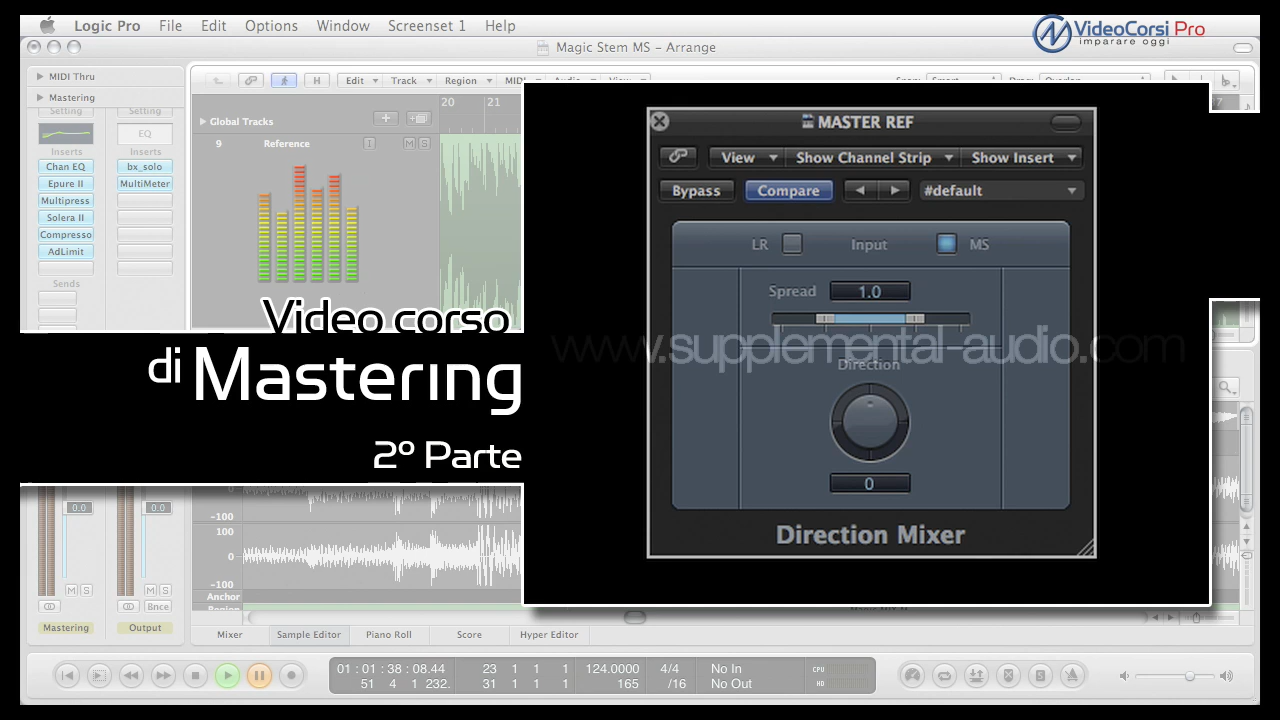 Logic Pro File Edit Options Window Screenset 1 Help
VideoCorsi Pro
imparare oggi
Magic Stem MS – Arrange
MIDI Thru
Mastering
Setting Setting
EQ
Inserts Inserts
Chan EQ bx_solo
Epure II MultiMeter
Multipress
Solera II
Compresso
AdLimit
Sends
H Edit Track Region MIDI Audio View
20 21
Global Tracks
9 Reference I M S
MASTER REF
View Show Channel Strip Show Insert
Bypass Compare #default
LR Input MS
Spread 1.0
www.supplemental-audio.com
Direction
0
Direction Mixer
Video corso
di Mastering
2° Parte
0.0 0.0
-100
100
0
-100
M S M S
Bnce
Anchor
Region
Mastering Output
Mixer Sample Editor Piano Roll Score Hyper Editor
01 : 01 : 38 : 08.44 23 1 1 1 124.0000 4/4 No In CPU
51 4 1 232. 31 1 1 1 165 /16 No Out HD